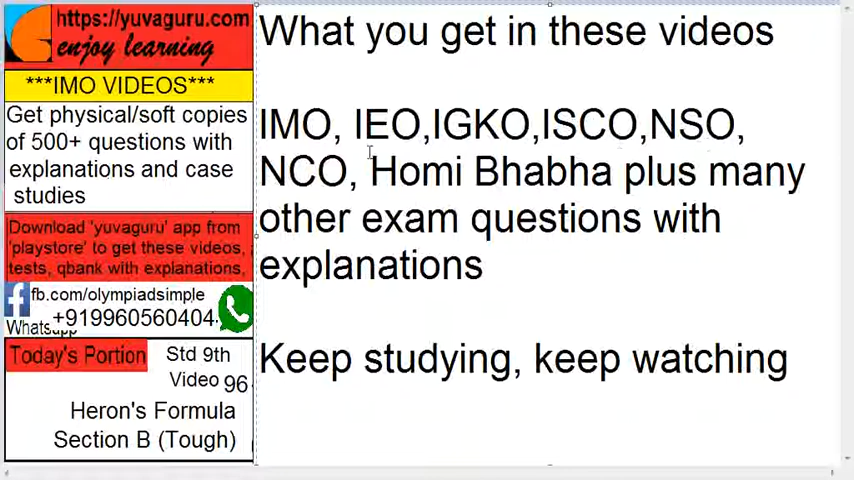 https://yuvaguru.com
enjoy learning
***IMO VIDEOS***
Get physical/soft copies
of 500+ questions with
explanations and case
studies
Download 'yuvaguru' app from
'playstore' to get these videos,
tests, qbank with explanations,
fb.com/olympiadsimple
+919960560404
Whatsapp
Today's Portion
Std 9th
Video 96
Heron's Formula
Section B (Tough)
What you get in these videos
IMO, IEO,IGKO,ISCO,NSO,
NCO, Homi Bhabha plus many
other exam questions with
explanations
Keep studying, keep watching